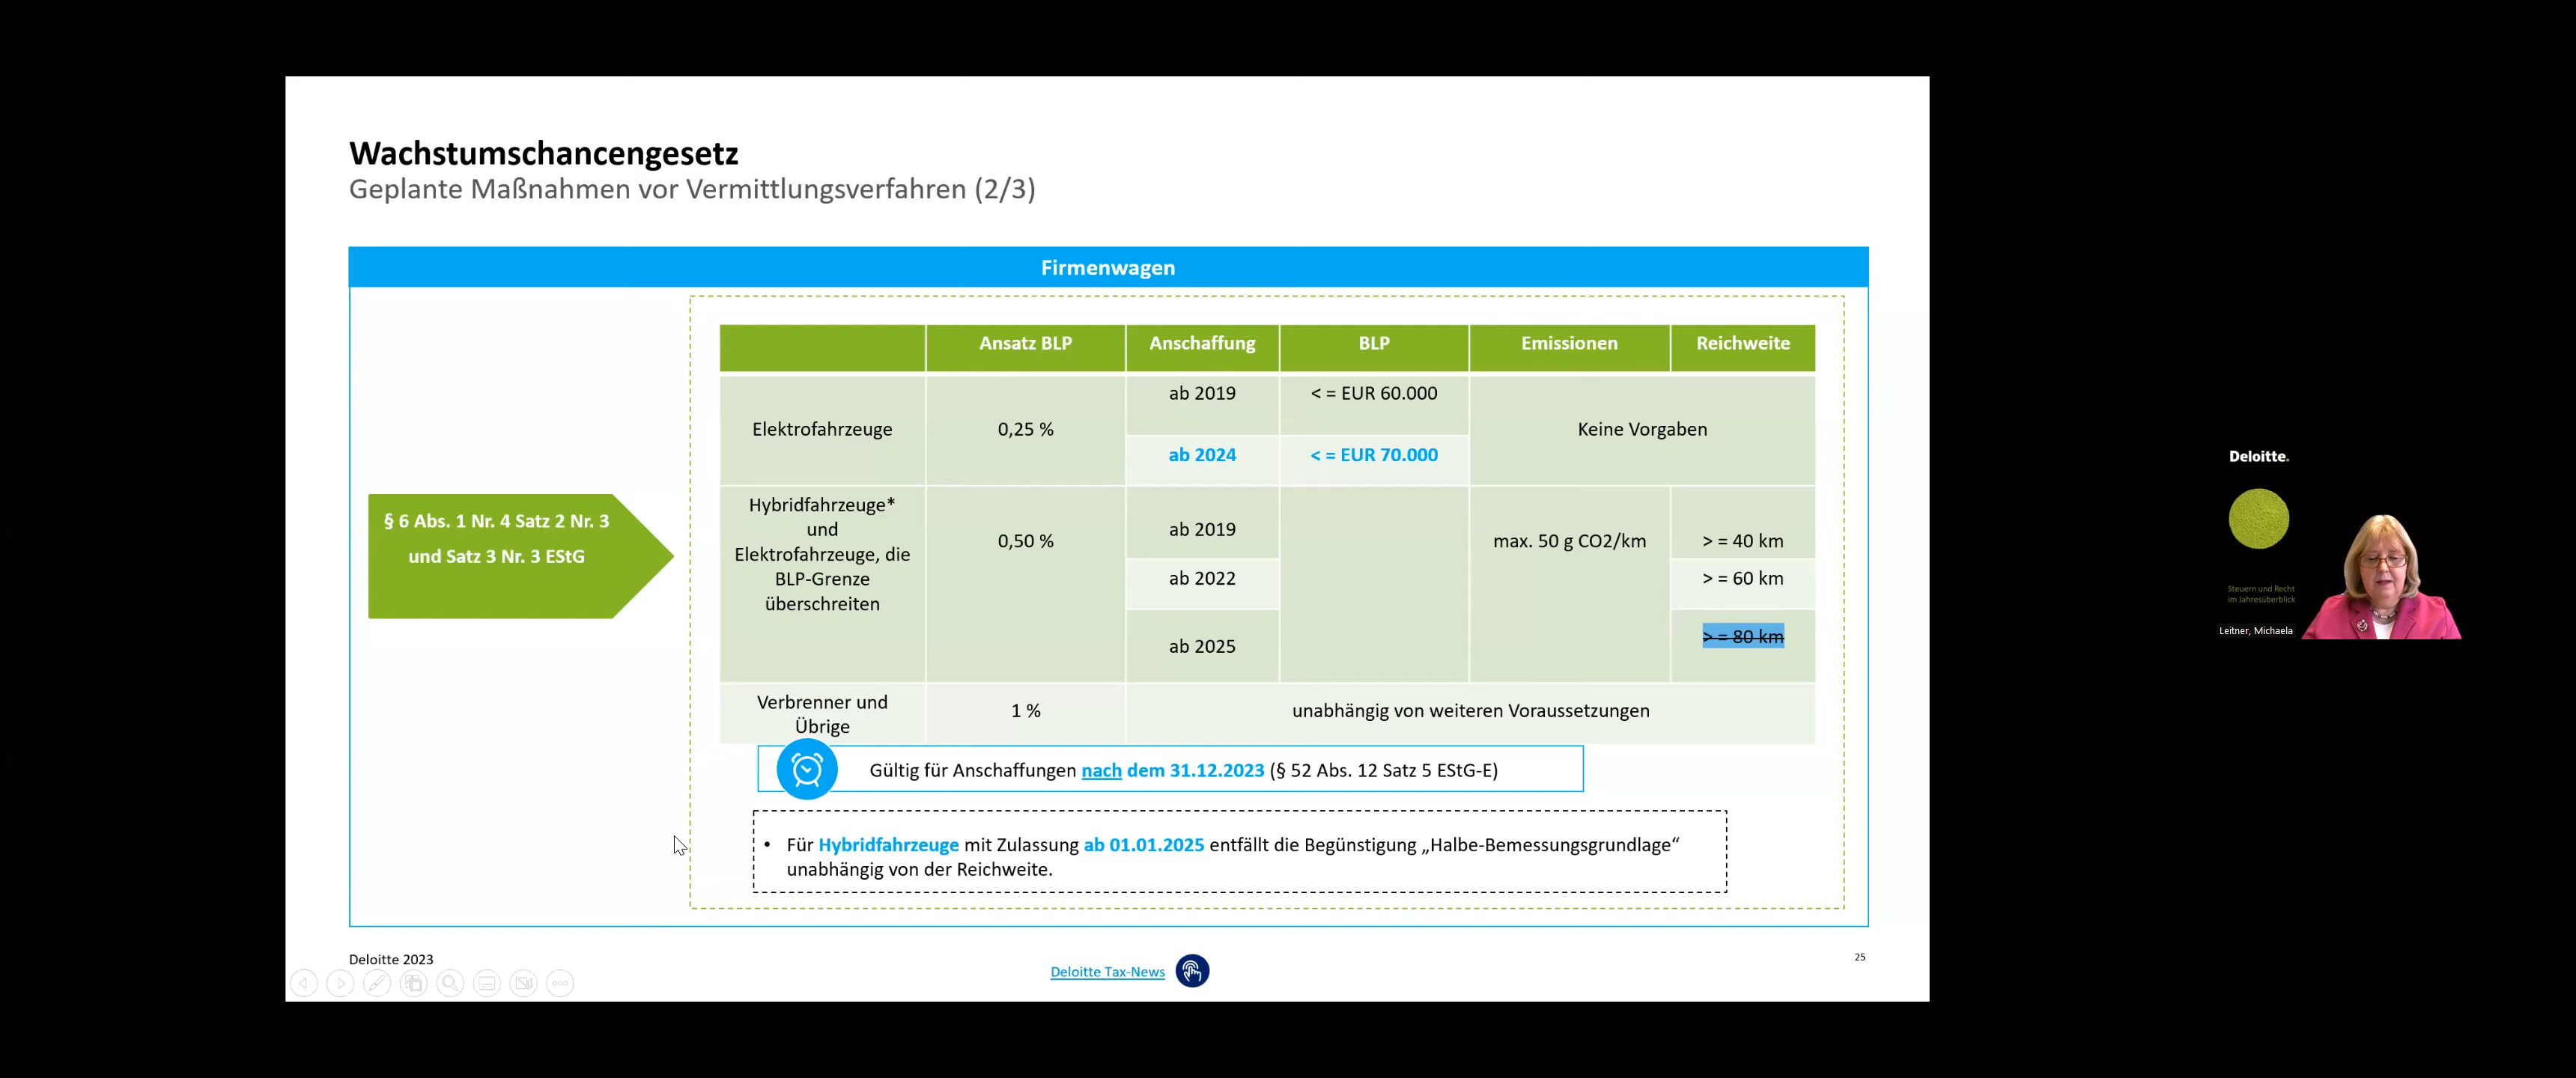 Wachstumschancengesetz
Geplante Maßnahmen vor Vermittlungsverfahren (2/3)
Firmenwagen
§ 6 Abs. 1 Nr. 4 Satz 2 Nr. 3
und Satz 3 Nr. 3 EStG
Ansatz BLP
Anschaffung
BLP
Emissionen
Reichweite
Elektrofahrzeuge
0,25 %
ab 2019
< = EUR 60.000
ab 2024
< = EUR 70.000
Keine Vorgaben
Hybridfahrzeuge*
und
Elektrofahrzeuge, die
BLP-Grenze
überschreiten
0,50 %
ab 2019
max. 50 g CO2/km
> = 40 km
ab 2022
> = 60 km
ab 2025
> = 80 km
Verbrenner und
Übrige
1 %
unabhängig von weiteren Voraussetzungen
Gültig für Anschaffungen nach dem 31.12.2023 (§ 52 Abs. 12 Satz 5 EStG-E)
• Für Hybridfahrzeuge mit Zulassung ab 01.01.2025 entfällt die Begünstigung „Halbe-Bemessungsgrundlage“
unabhängig von der Reichweite.
Deloitte 2023
Deloitte Tax-News
25
Deloitte.
Steuern und Recht
im Jahresüberblick
Leitner, Michaela